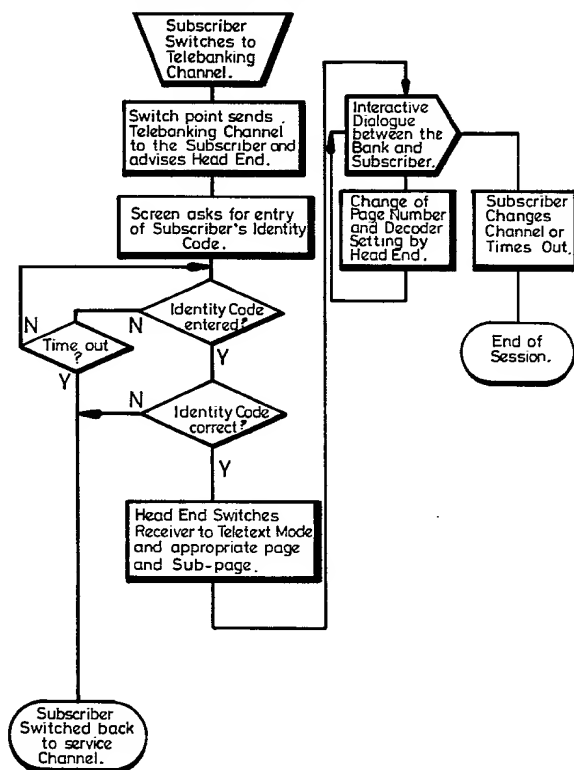 Subscriber
Switches to
Telebanking
Channel.
Switch point sends
Telebanking Channel
to the Subscriber and
advises Head End.
Screen asks for entry
of Subscriber's Identity
Code.
Identity Code
entered?
N
Y
Time out
?
N
Y
Identity Code
correct?
N
Y
Head End Switches
Receiver to Teletext Mode
and appropriate page
and Sub-page.
Subscriber
Switched back
to service
Channel.
Interactive
Dialogue
between the
Bank and
Subscriber.
Change of
Page Number
and Decoder
Setting by
Head End.
Subscriber
Changes
Channel or
Times Out.
End of
Session.